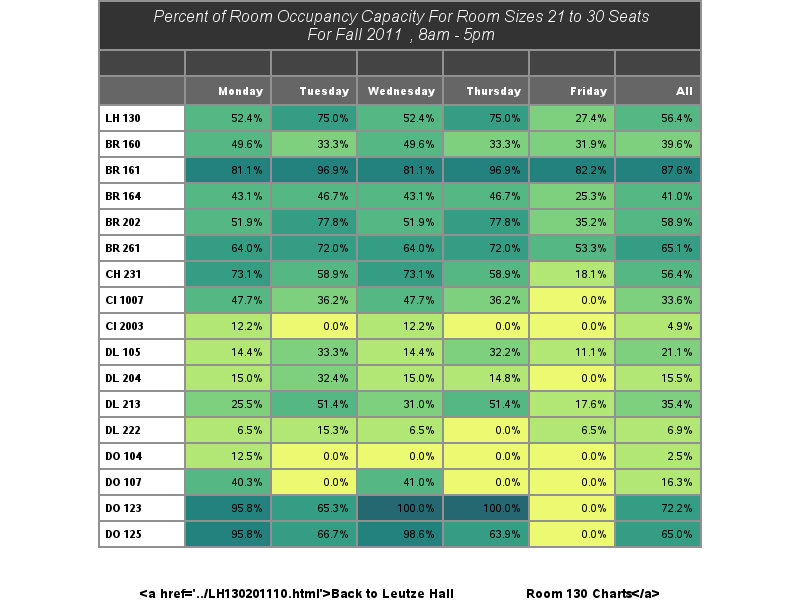 Percent of Room Occupancy Capacity For Room Sizes 21 to 30 Seats
For Fall 2011 , 8am - 5pm
Monday Tuesday Wednesday Thursday Friday All
LH 130 52.4% 75.0% 52.4% 75.0% 27.4% 56.4%
BR 160 49.6% 33.3% 49.6% 33.3% 31.9% 39.6%
BR 161 81.1% 96.9% 81.1% 96.9% 82.2% 87.6%
BR 164 43.1% 46.7% 43.1% 46.7% 25.3% 41.0%
BR 202 51.9% 77.8% 51.9% 77.8% 35.2% 58.9%
BR 261 64.0% 72.0% 64.0% 72.0% 53.3% 65.1%
CH 231 73.1% 58.9% 73.1% 58.9% 18.1% 56.4%
CI 1007 47.7% 36.2% 47.7% 36.2% 0.0% 33.6%
CI 2003 12.2% 0.0% 12.2% 0.0% 0.0% 4.9%
DL 105 14.4% 33.3% 14.4% 32.2% 11.1% 21.1%
DL 204 15.0% 32.4% 15.0% 14.8% 0.0% 15.5%
DL 213 25.5% 51.4% 31.0% 51.4% 17.6% 35.4%
DL 222 6.5% 15.3% 6.5% 0.0% 6.5% 6.9%
DO 104 12.5% 0.0% 0.0% 0.0% 0.0% 2.5%
DO 107 40.3% 0.0% 41.0% 0.0% 0.0% 16.3%
DO 123 95.8% 65.3% 100.0% 100.0% 0.0% 72.2%
DO 125 95.8% 66.7% 98.6% 63.9% 0.0% 65.0%
<a href='../LH130201110.html'>Back to Leutze Hall Room 130 Charts</a>